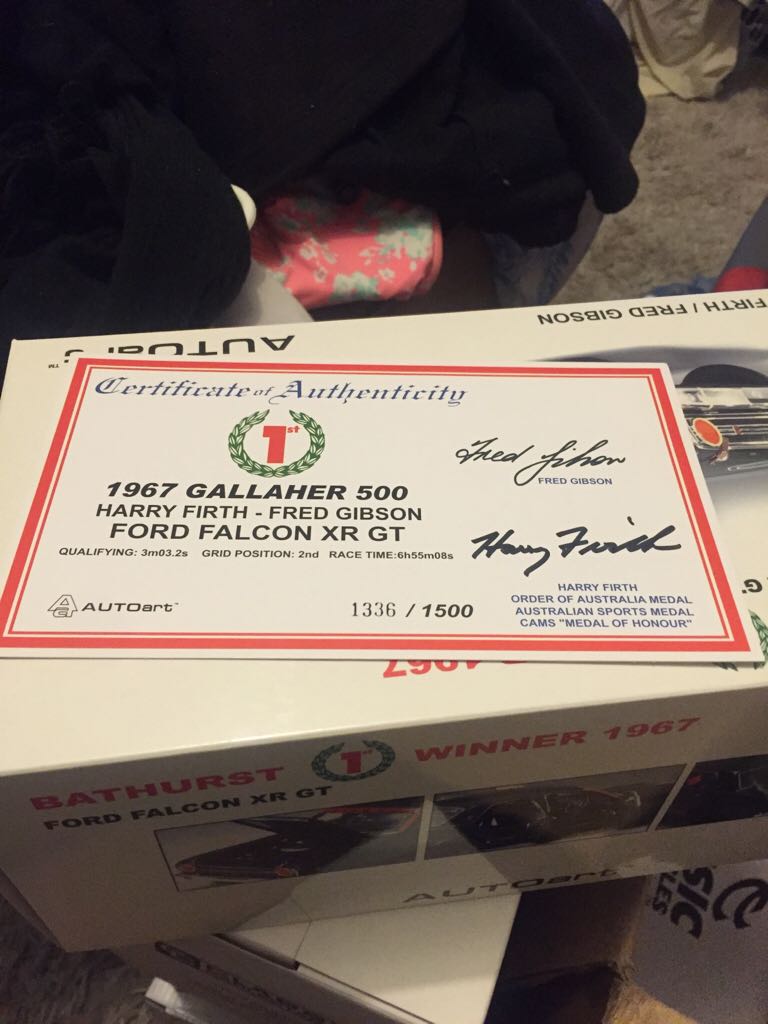 FIRTH / FRED GIBSON
Certificate of Authenticity
1st
1967 GALLAHER 500
HARRY FIRTH - FRED GIBSON
FORD FALCON XR GT
QUALIFYING: 3m03.2s GRID POSITION: 2nd RACE TIME:6h55m08s
AUTOart™
1336 / 1500
Fred Gibson
FRED GIBSON
Harry Firth
HARRY FIRTH
ORDER OF AUSTRALIA MEDAL
AUSTRALIAN SPORTS MEDAL
CAMS "MEDAL OF HONOUR"
1967
BATHURST 1st WINNER 1967
FORD FALCON XR GT
AUTOart